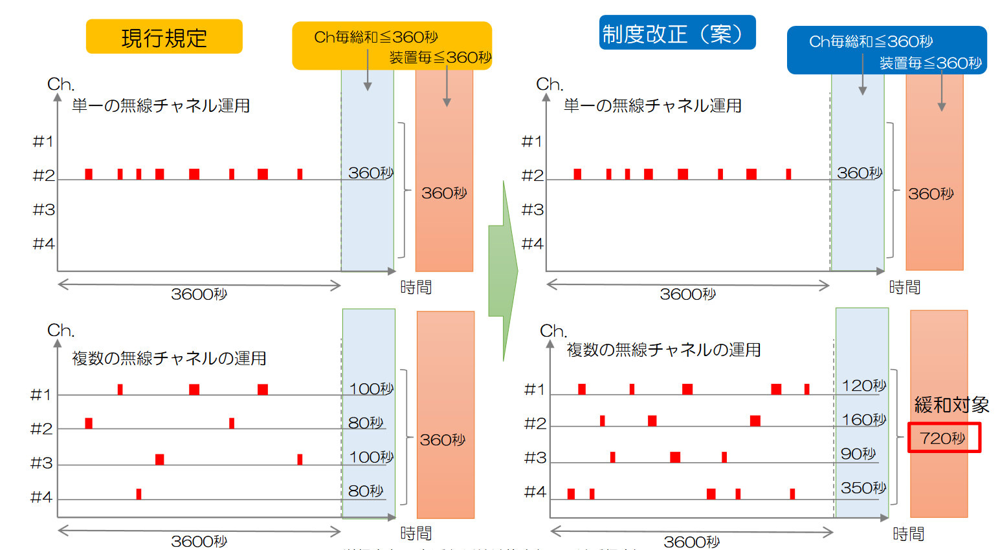 現行規定
Ch毎総和≦360秒
装置毎≦360秒
Ch.
単一の無線チャネル運用
#1
#2
360秒
#3
#4
360秒
3600秒
時間
Ch.
複数の無線チャネルの運用
#1
100秒
#2
80秒
#3
100秒
#4
80秒
360秒
3600秒
時間
制度改正（案）
Ch毎総和≦360秒
装置毎≦360秒
Ch.
単一の無線チャネル運用
#1
#2
360秒
#3
#4
360秒
3600秒
時間
Ch.
複数の無線チャネルの運用
#1
120秒
#2
160秒
#3
90秒
#4
350秒
緩和対象
720秒
3600秒
時間